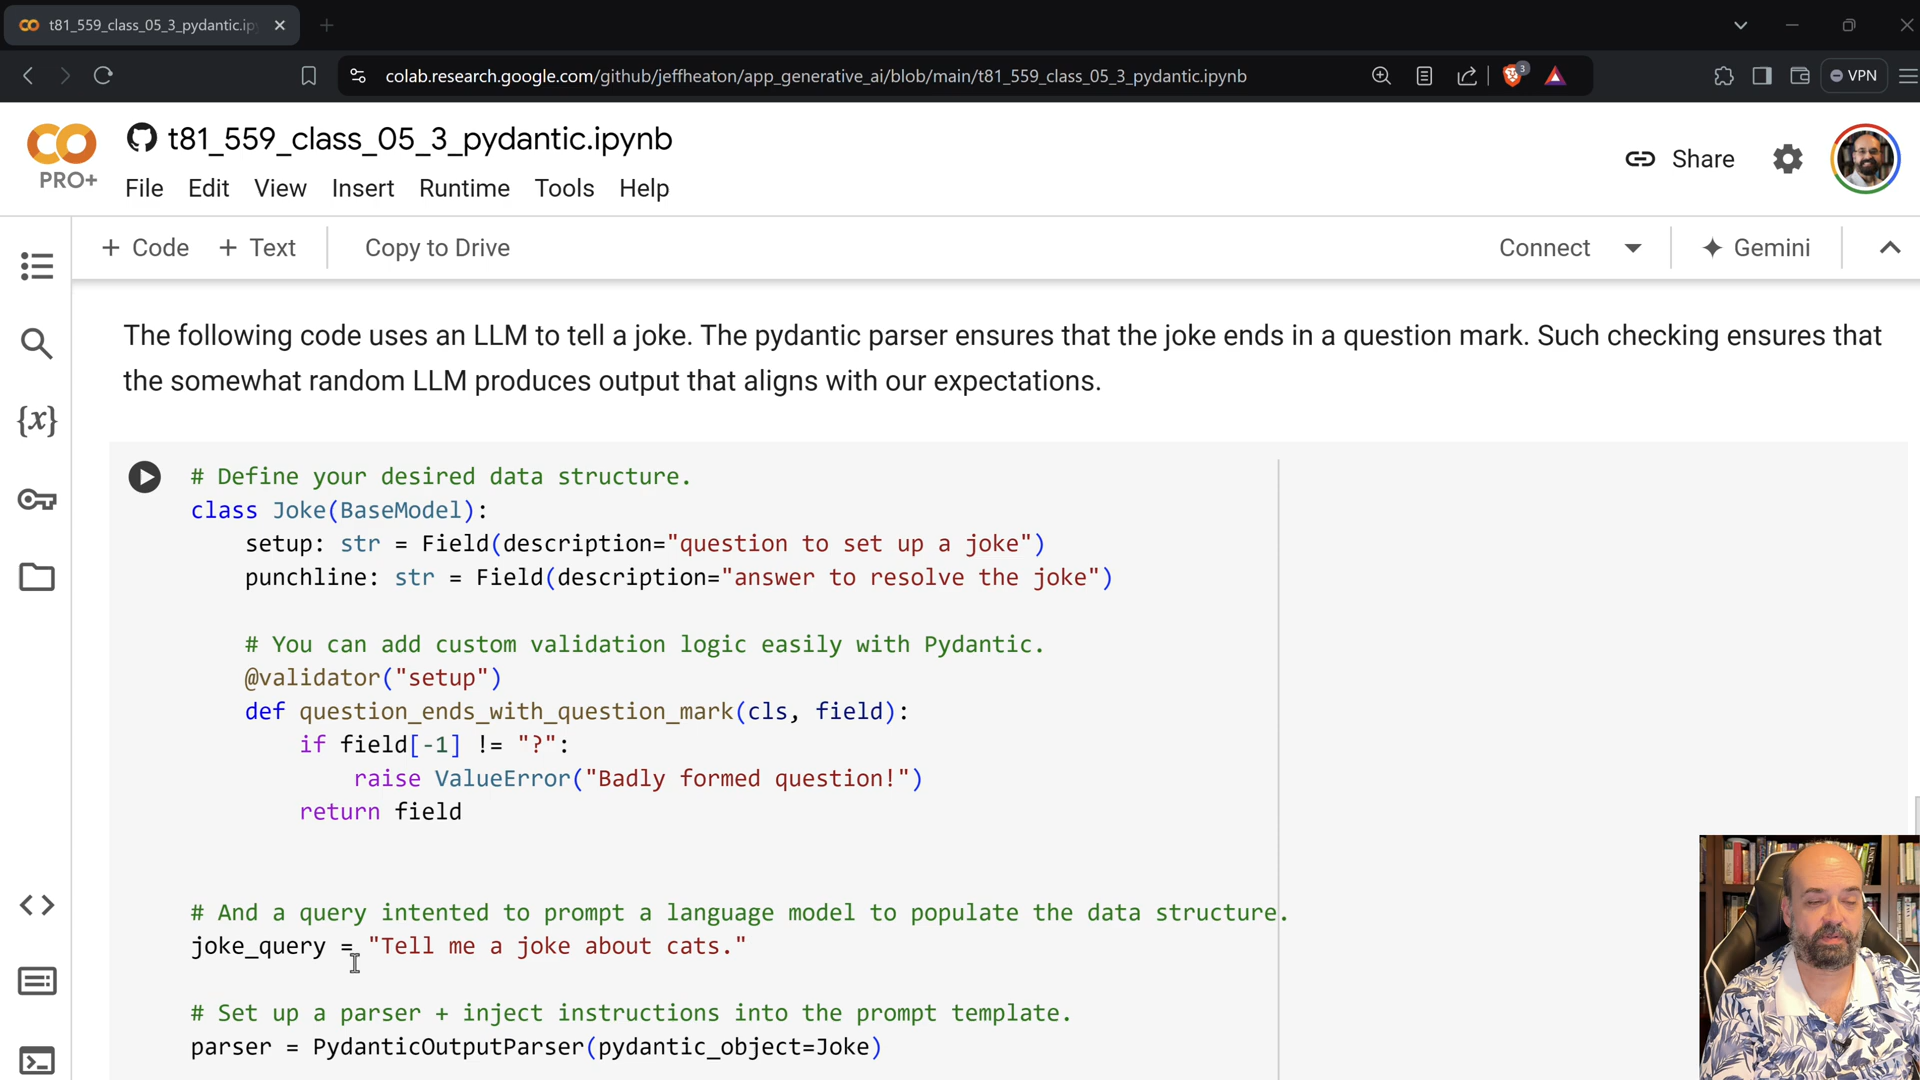 t81_559_class_05_3_pydantic.ip
colab.research.google.com/github/jeffheaton/app_generative_ai/blob/main/t81_559_class_05_3_pydantic.ipynb
3
VPN
CO
PRO+
t81_559_class_05_3_pydantic.ipynb
Share
File Edit View Insert Runtime Tools Help
+ Code + Text Copy to Drive Connect Gemini
The following code uses an LLM to tell a joke. The pydantic parser ensures that the joke ends in a question mark. Such checking ensures that
the somewhat random LLM produces output that aligns with our expectations.
{x}
# Define your desired data structure.
class Joke(BaseModel):
    setup: str = Field(description="question to set up a joke")
    punchline: str = Field(description="answer to resolve the joke")
    # You can add custom validation logic easily with Pydantic.
    @validator("setup")
    def question_ends_with_question_mark(cls, field):
        if field[-1] != "?":
            raise ValueError("Badly formed question!")
        return field
# And a query intented to prompt a language model to populate the data structure.
joke_query = "Tell me a joke about cats."
# Set up a parser + inject instructions into the prompt template.
parser = PydanticOutputParser(pydantic_object=Joke)